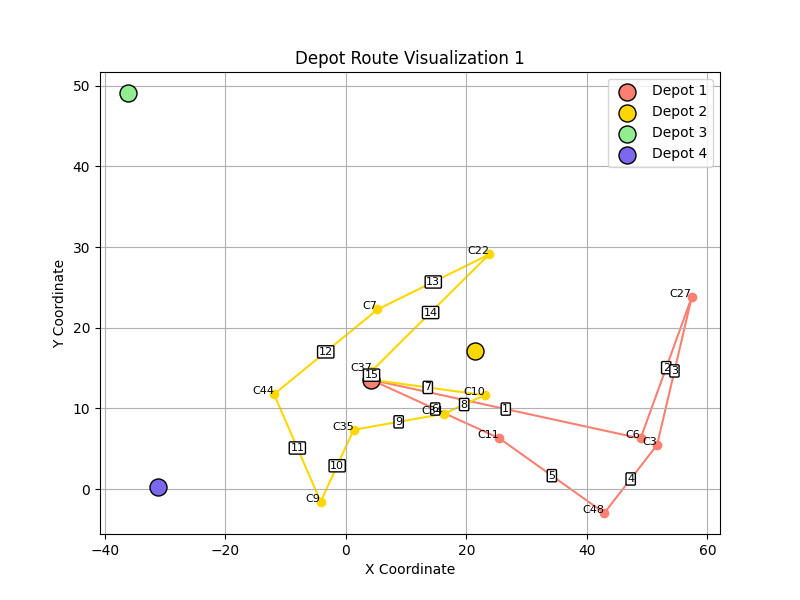 Depot Route Visualization 1
Depot 1
Depot 2
Depot 3
Depot 4
Y Coordinate
50
40
30
20
10
0
C22
13
C7
14
C27
12
C37
15
2
3
7
C44
C10
8
1
6
9
C35
C11
C6
C3
11
10
5
4
C9
C48
−40
−20
0
20
40
60
X Coordinate